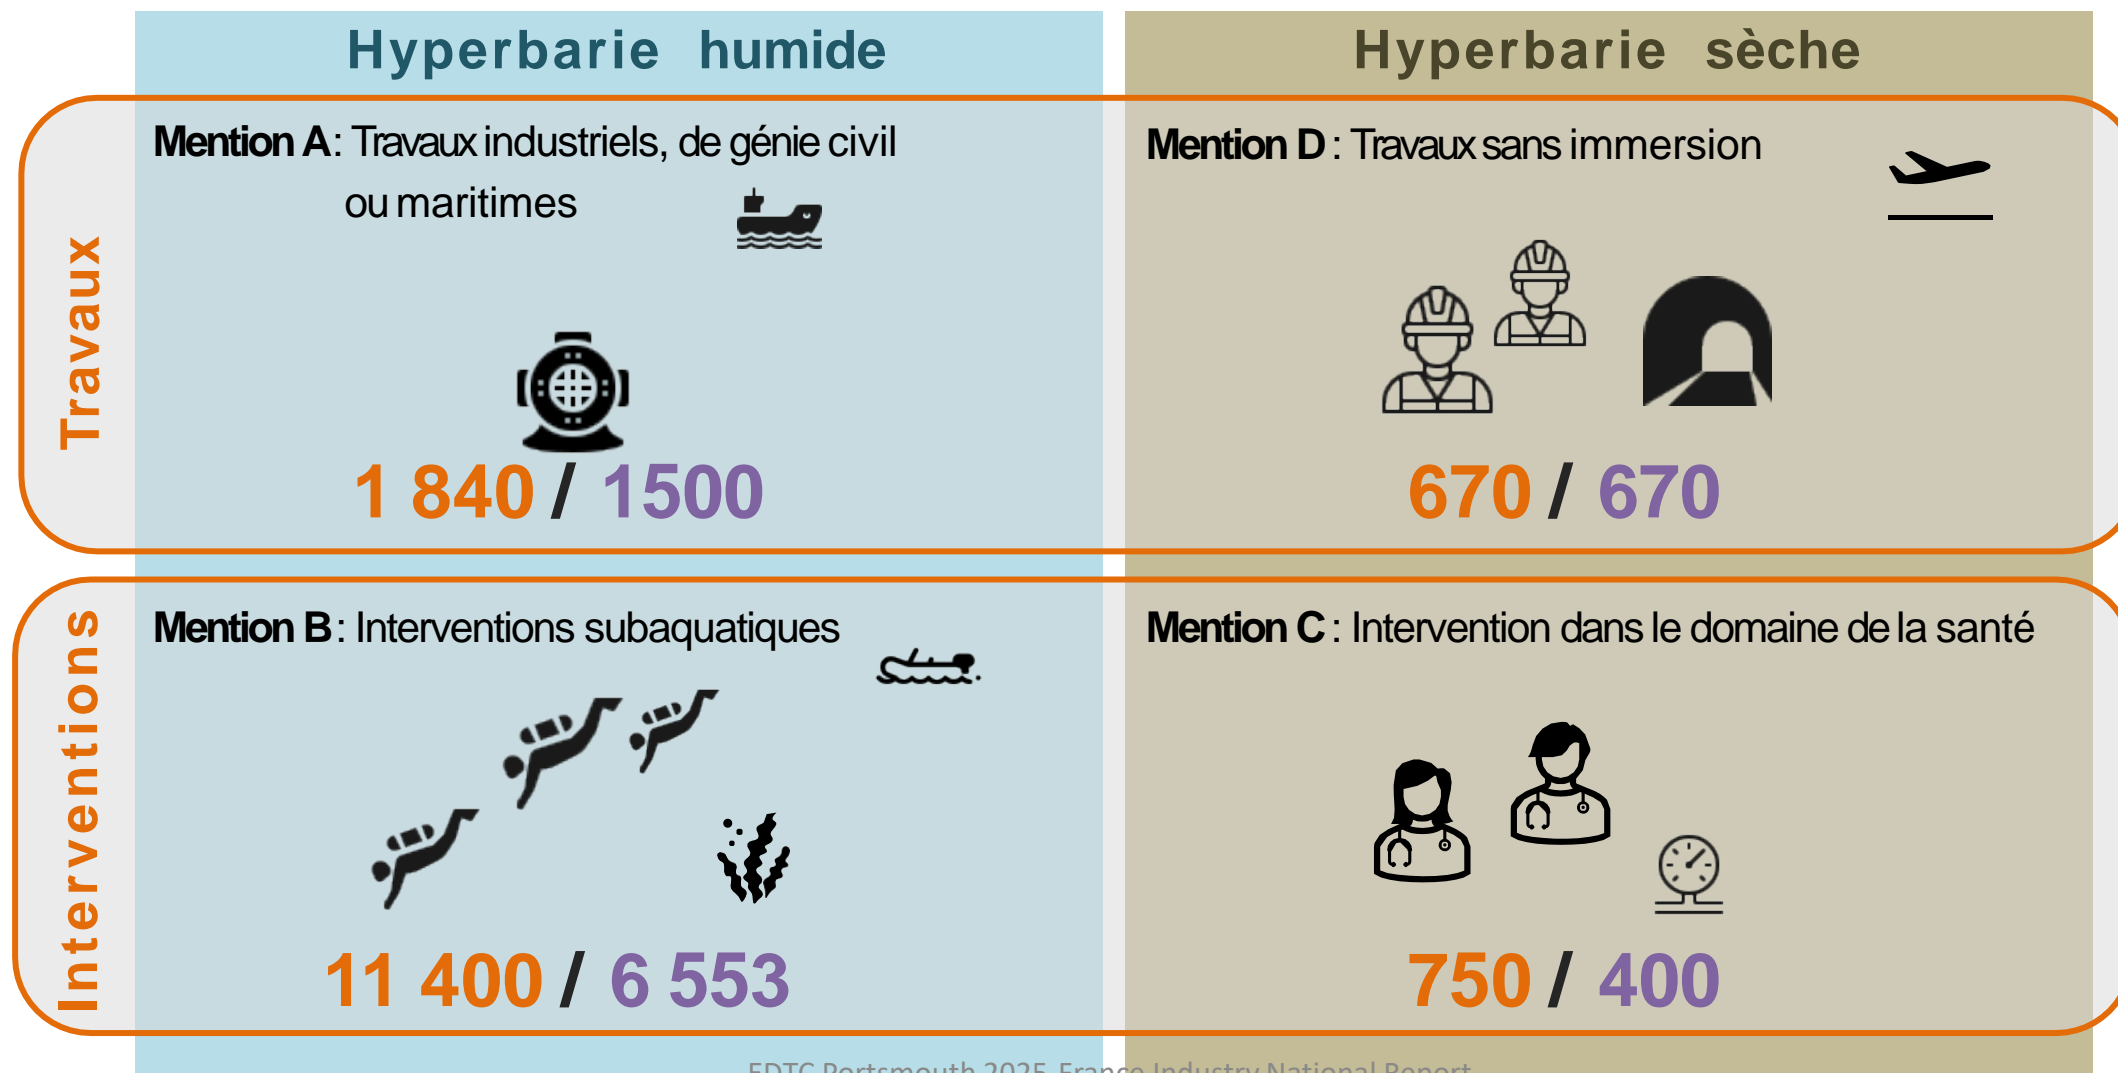 Hyperbarie humide
Hyperbarie sèche
Travaux
Mention A: Travaux industriels, de génie civil
ou maritimes
1 840 / 1500
Mention D : Travaux sans immersion
670 / 670
Interventions
Mention B : Interventions subaquatiques
11 400 / 6 553
Mention C : Intervention dans le domaine de la santé
750 / 400
EDTC Portsmouth 2025 France Industry National Report